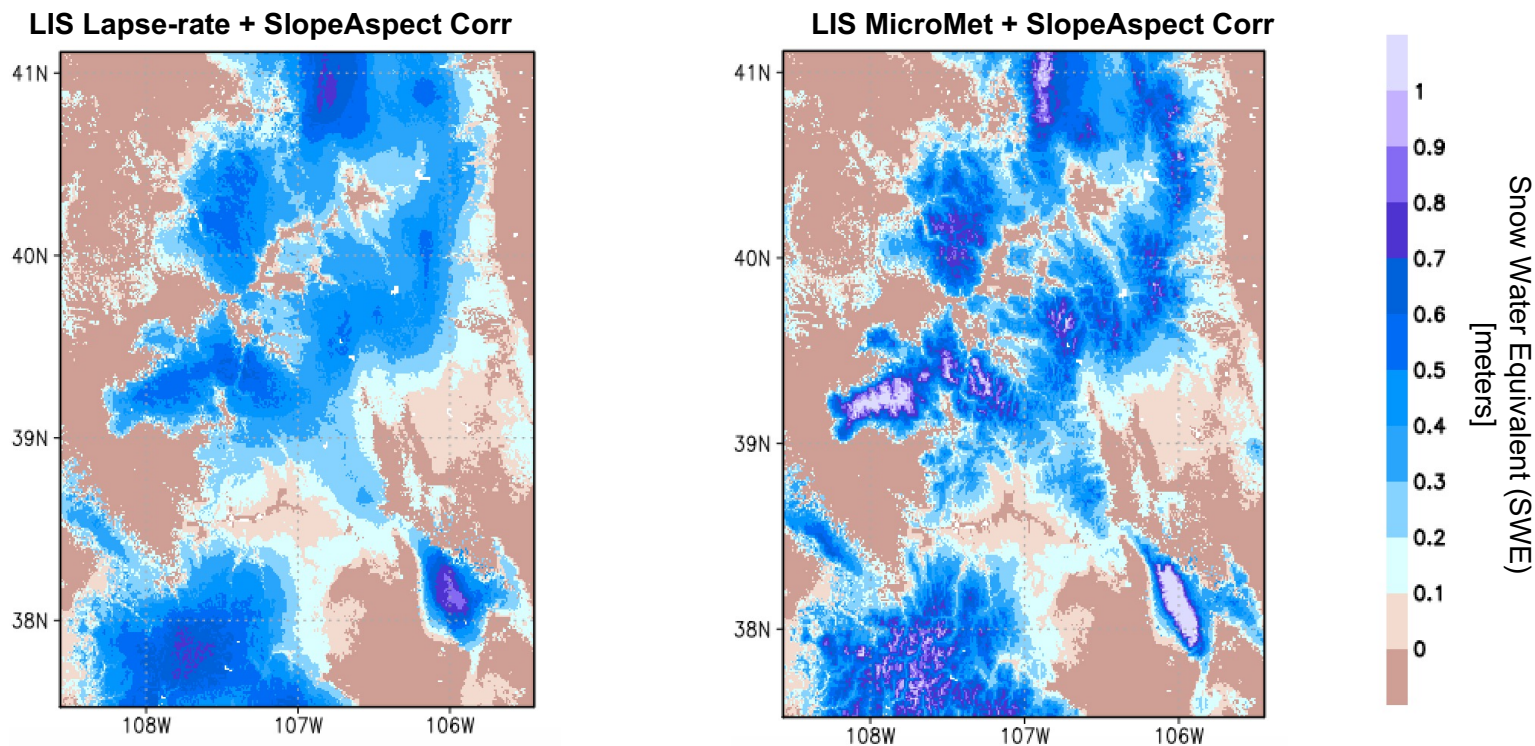 LIS Lapse-rate + SlopeAspect Corr
LIS MicroMet + SlopeAspect Corr
41N
40N
39N
38N
108W
107W
106W
41N
40N
39N
38N
108W
107W
106W
1
0.9
0.8
0.7
0.6
0.5
0.4
0.3
0.2
0.1
0
Snow Water Equivalent (SWE)
[meters]